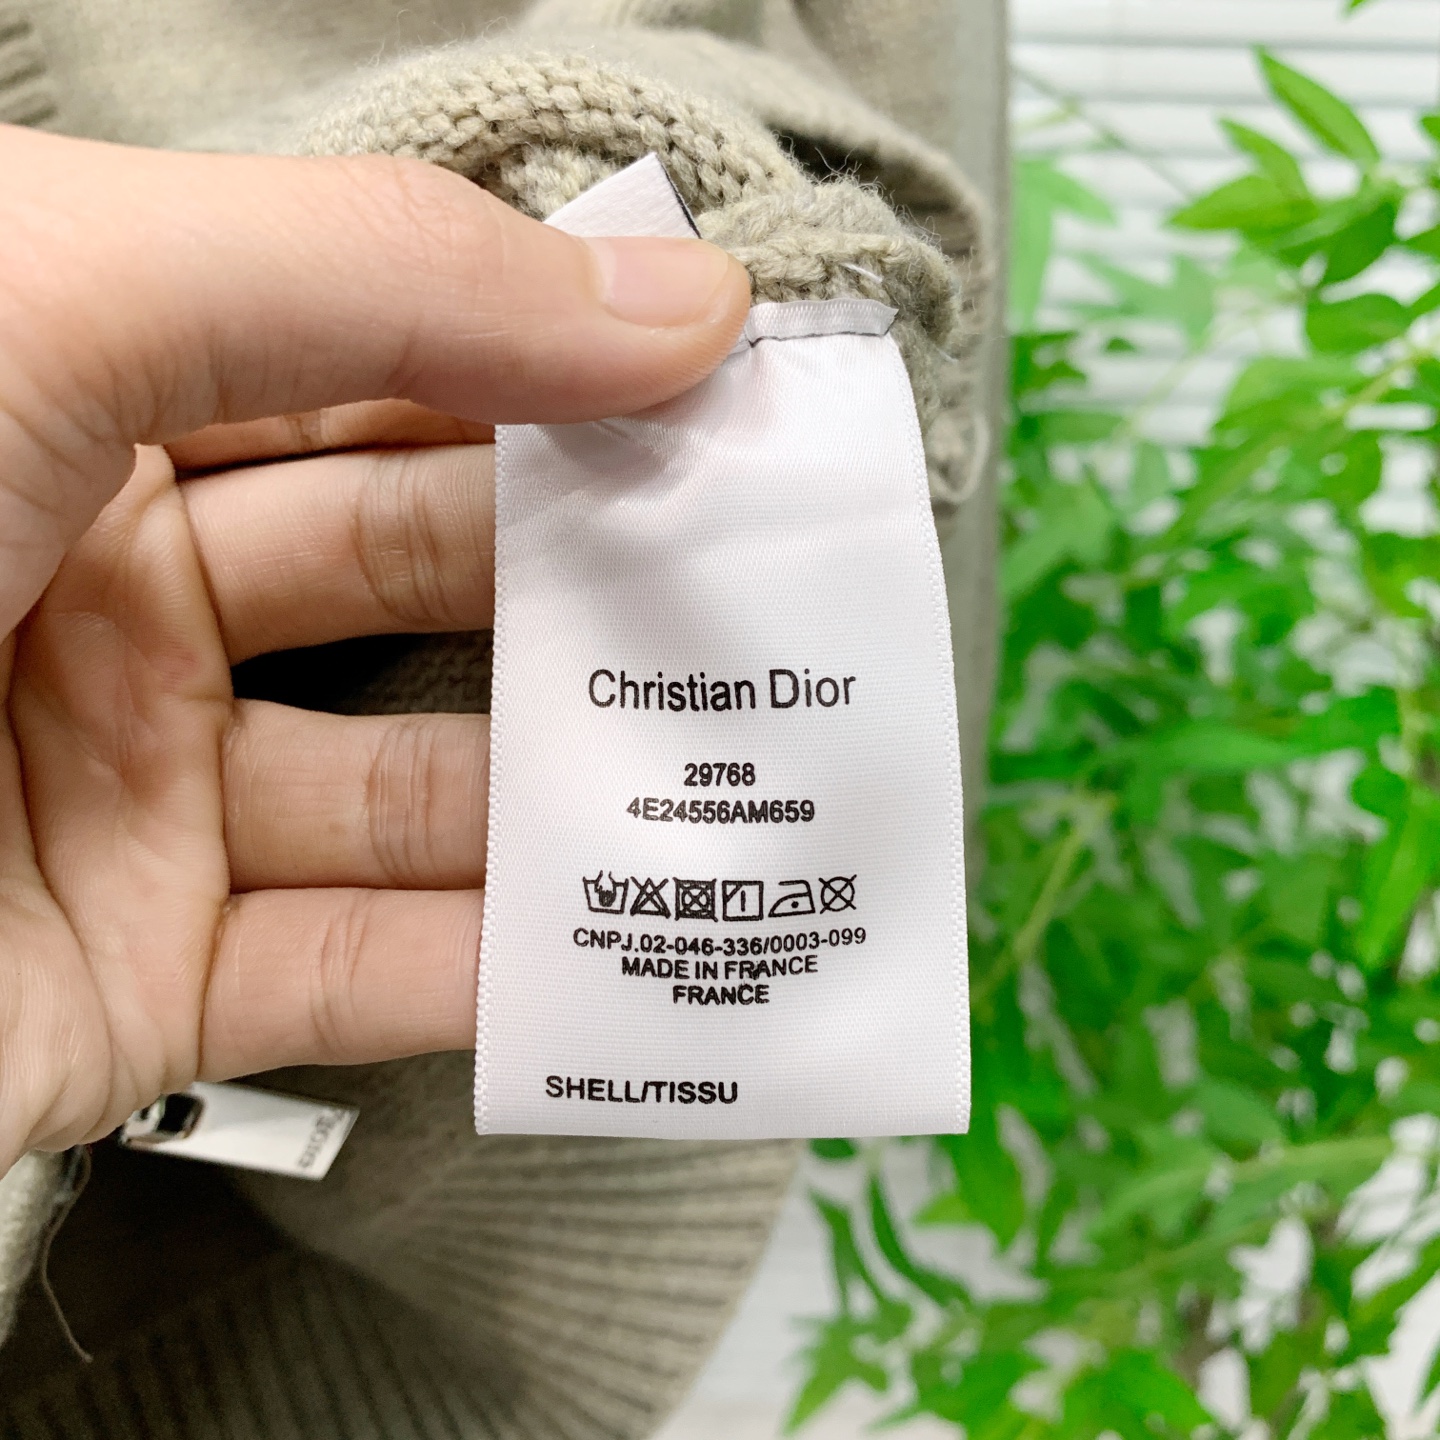 Christian Dior
29768
4E24556AM659
CNPJ.02-046-336/0003-099
MADE IN FRANCE
FRANCE
SHELL/TISSU